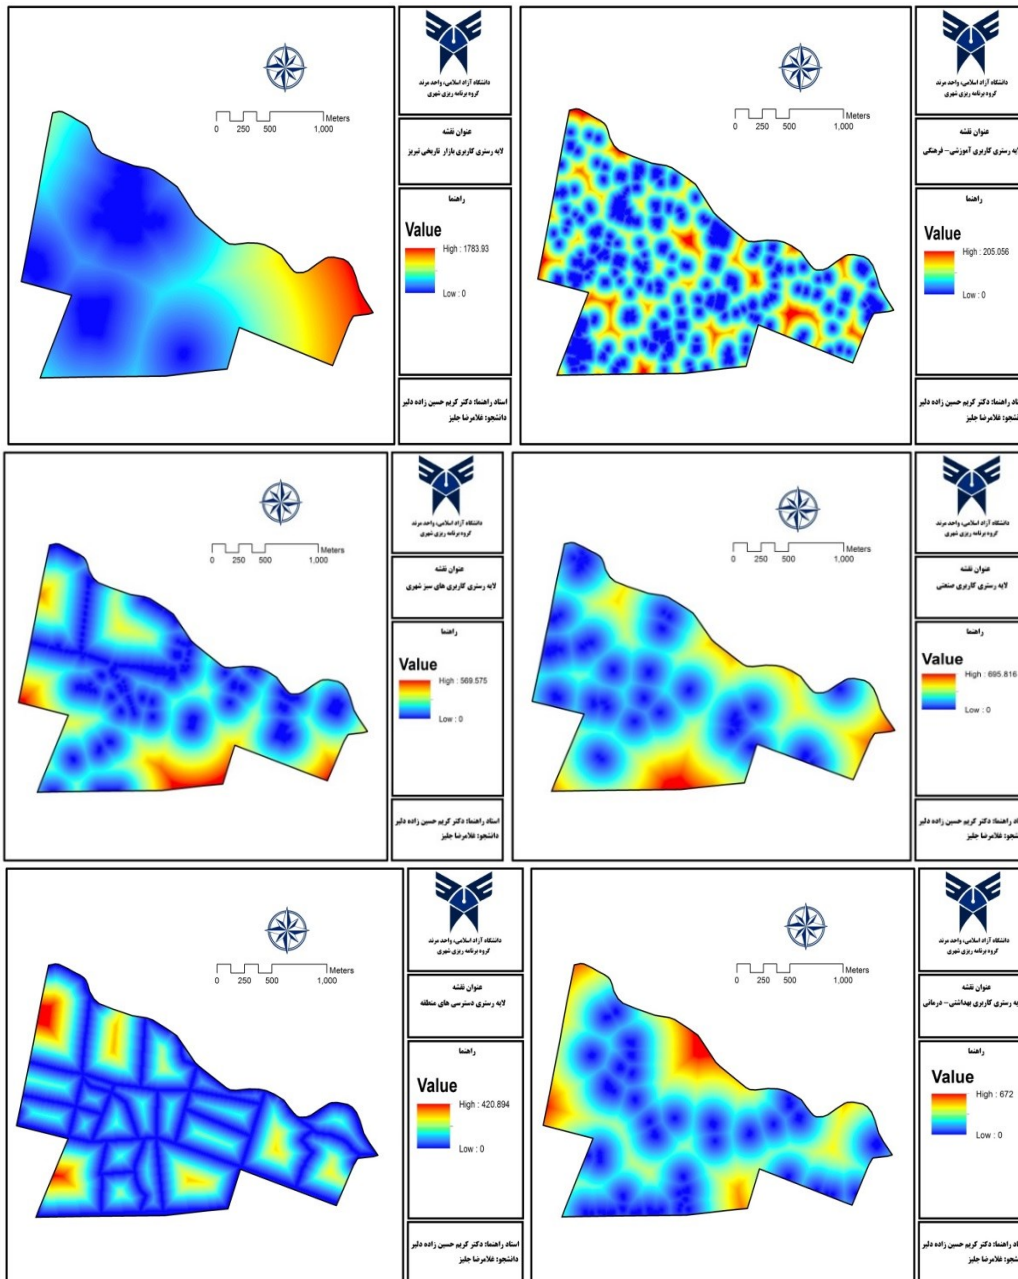 دانشگاه آزاد اسلامی، واحد مرند
گروه برنامه ریزی شهری
Meters
0 250 500 1,000
عنوان نقشه
لایه رستری کاربری بازار تاریخی تبریز
راهنما
Value
High : 1783.93
Low : 0
استاد راهنما: دکتر کریم حسین زاده دلیر
دانشجو: غلامرضا جلیز
دانشگاه آزاد اسلامی، واحد مرند
گروه برنامه ریزی شهری
Meters
0 250 500 1,000
عنوان نقشه
لایه رستری کاربری آموزشی- فرهنگی
راهنما
Value
High : 205.056
Low : 0
راهنما: دکتر کریم حسین زاده دلیر
غلامرضا جلیز
دانشگاه آزاد اسلامی، واحد مرند
گروه برنامه ریزی شهری
Meters
0 250 500 1,000
عنوان نقشه
لایه رستری کاربری های سبز شهری
راهنما
Value
High : 569.575
Low : 0
استاد راهنما: دکتر کریم حسین زاده دلیر
دانشجو: غلامرضا جلیز
دانشگاه آزاد اسلامی، واحد مرند
گروه برنامه ریزی شهری
Meters
0 250 500 1,000
عنوان نقشه
لایه رستری کاربری صنعتی
راهنما
Value
High : 695.816
Low : 0
راهنما: دکتر کریم حسین زاده دلیر
غلامرضا جلیز
دانشگاه آزاد اسلامی، واحد مرند
گروه برنامه ریزی شهری
Meters
0 250 500 1,000
عنوان نقشه
لایه رستری دسترسی های منطقه
راهنما
Value
High : 420.894
Low : 0
استاد راهنما: دکتر کریم حسین زاده دلیر
دانشجو: غلامرضا جلیز
دانشگاه آزاد اسلامی، واحد مرند
گروه برنامه ریزی شهری
Meters
0 250 500 1,000
عنوان نقشه
رستری کاربری بهداشتی- درمانی
راهنما
Value
High : 672
Low : 0
راهنما: دکتر کریم حسین زاده دلیر
غلامرضا جلیز